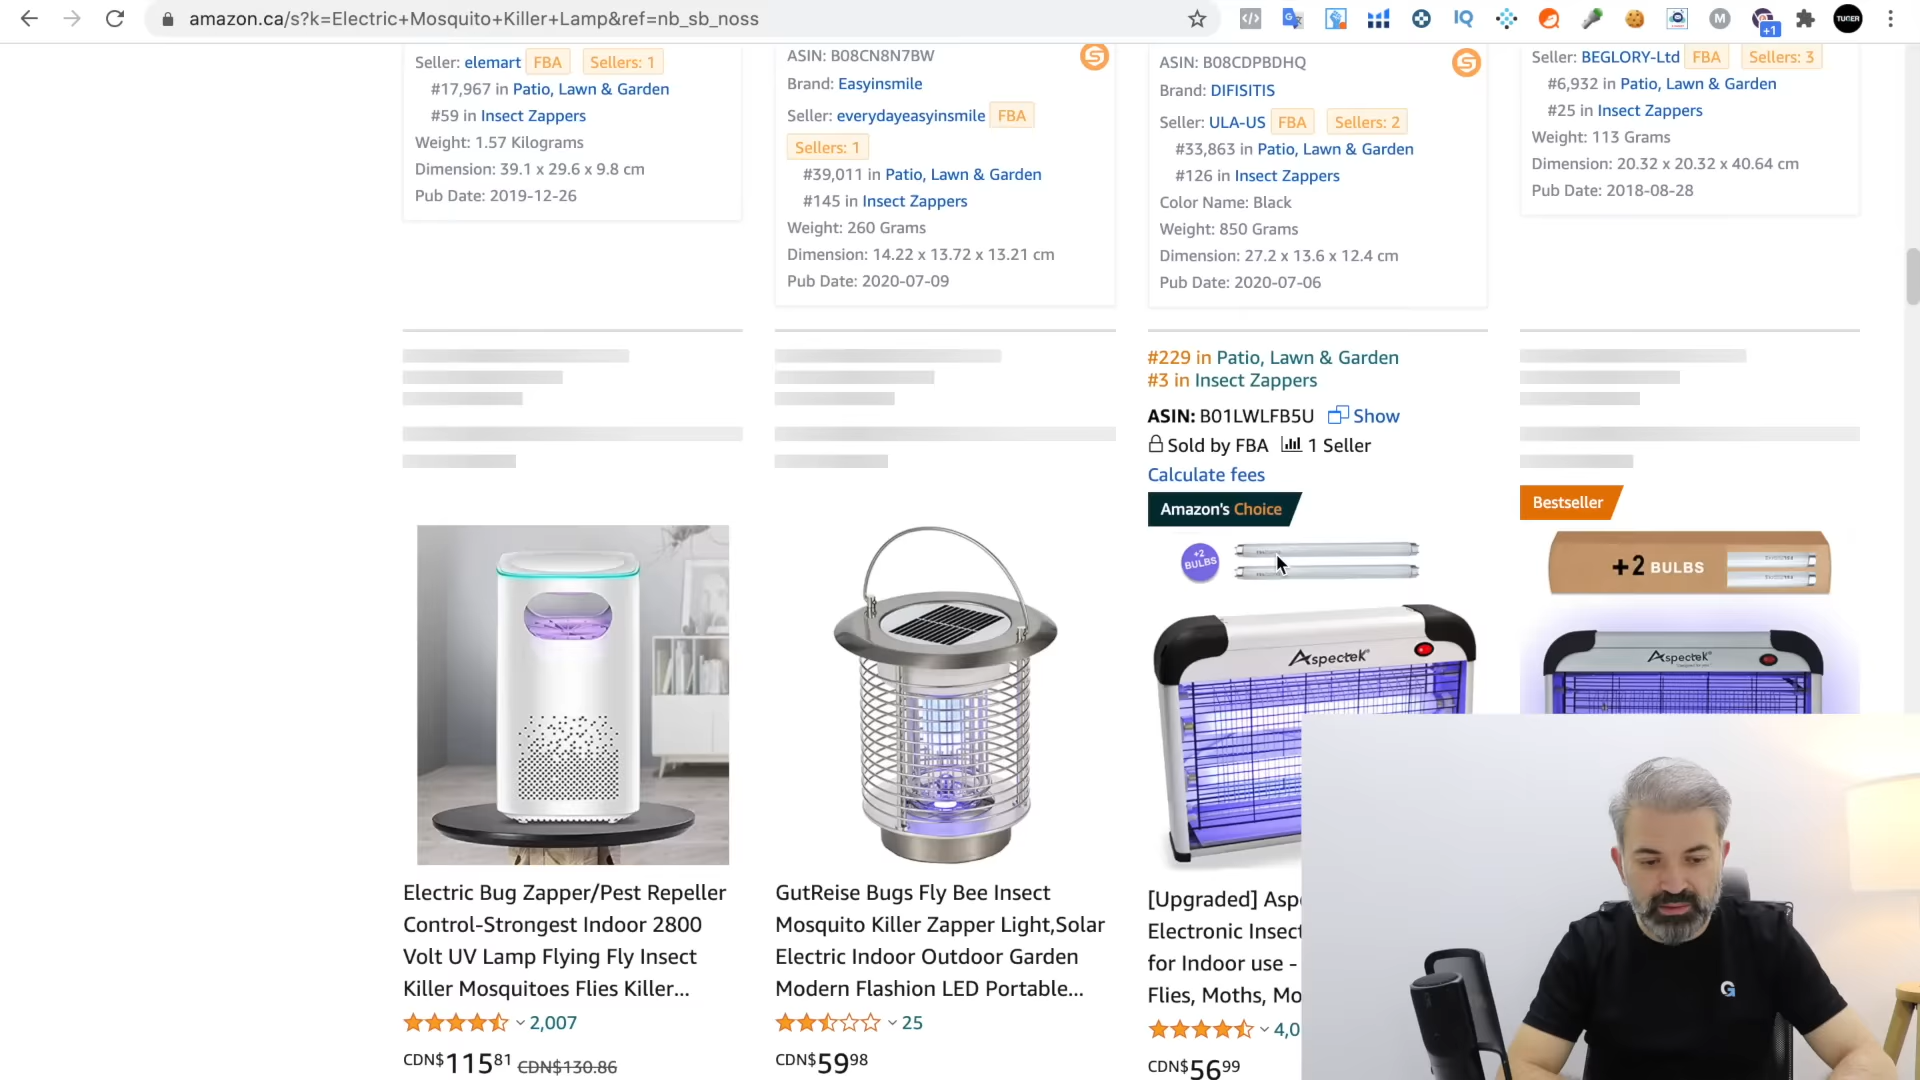 amazon.ca/s?k=Electric+Mosquito+Killer+Lamp&ref=nb_sb_noss
IQ
M
+1
TUNER
Seller: elemart FBA Sellers: 1
#17,967 in Patio, Lawn & Garden
#59 in Insect Zappers
Weight: 1.57 Kilograms
Dimension: 39.1 x 29.6 x 9.8 cm
Pub Date: 2019-12-26
ASIN: B08CN8N7BW
Brand: Easyinsmile
Seller: everydayeasyinsmile FBA
Sellers: 1
#39,011 in Patio, Lawn & Garden
#145 in Insect Zappers
Weight: 260 Grams
Dimension: 14.22 x 13.72 x 13.21 cm
Pub Date: 2020-07-09
ASIN: B08CDPBDHQ
Brand: DIFISITIS
Seller: ULA-US FBA Sellers: 2
#33,863 in Patio, Lawn & Garden
#126 in Insect Zappers
Color Name: Black
Weight: 850 Grams
Dimension: 27.2 x 13.6 x 12.4 cm
Pub Date: 2020-07-06
Seller: BEGLORY-Ltd FBA Sellers: 3
#6,932 in Patio, Lawn & Garden
#25 in Insect Zappers
Weight: 113 Grams
Dimension: 20.32 x 20.32 x 40.64 cm
Pub Date: 2018-08-28
#229 in Patio, Lawn & Garden
#3 in Insect Zappers
ASIN: B01LWLFB5U Show
Sold by FBA 1 Seller
Calculate fees
Amazon's Choice
Bestseller
+2
BULBS
+2 BULBS
Aspectek
Aspectek
Electric Bug Zapper/Pest Repeller
Control-Strongest Indoor 2800
Volt UV Lamp Flying Fly Insect
Killer Mosquitoes Flies Killer...
2,007
CDN$115 81 CDN$130.86
GutReise Bugs Fly Bee Insect
Mosquito Killer Zapper Light,Solar
Electric Indoor Outdoor Garden
Modern Flashion LED Portable...
25
CDN$59 98
[Upgraded] Asp
Electronic Insect
for Indoor use -
Flies, Moths, Mo
4,0
CDN$56 99
G